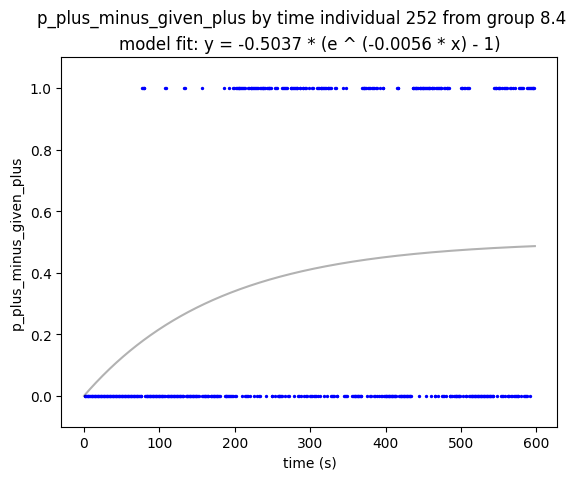 p_plus_minus_given_plus by time individual 252 from group 8.4
model fit: y = -0.5037 * (e ^ (-0.0056 * x) - 1)
1.0
0.8
0.6
0.4
0.2
0.0
p_plus_minus_given_plus
0 100 200 300 400 500 600
time (s)